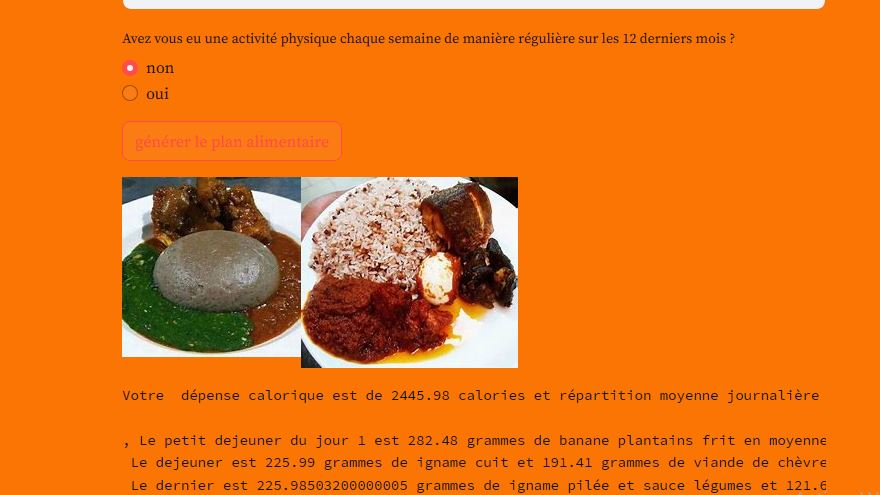 Avez vous eu une activité physique chaque semaine de manière régulière sur les 12 derniers mois ?
non
oui
générer le plan alimentaire
Votre  dépense calorique est de 2445.98 calories et répartition moyenne journalière
, Le petit dejeuner du jour 1 est 282.48 grammes de banane plantains frit en moyenne
Le dejeuner est 225.99 grammes de igname cuit et 191.41 grammes de viande de chèvre
Le dernier est 225.98503200000005 grammes de igname pilée et sauce légumes et 121.6